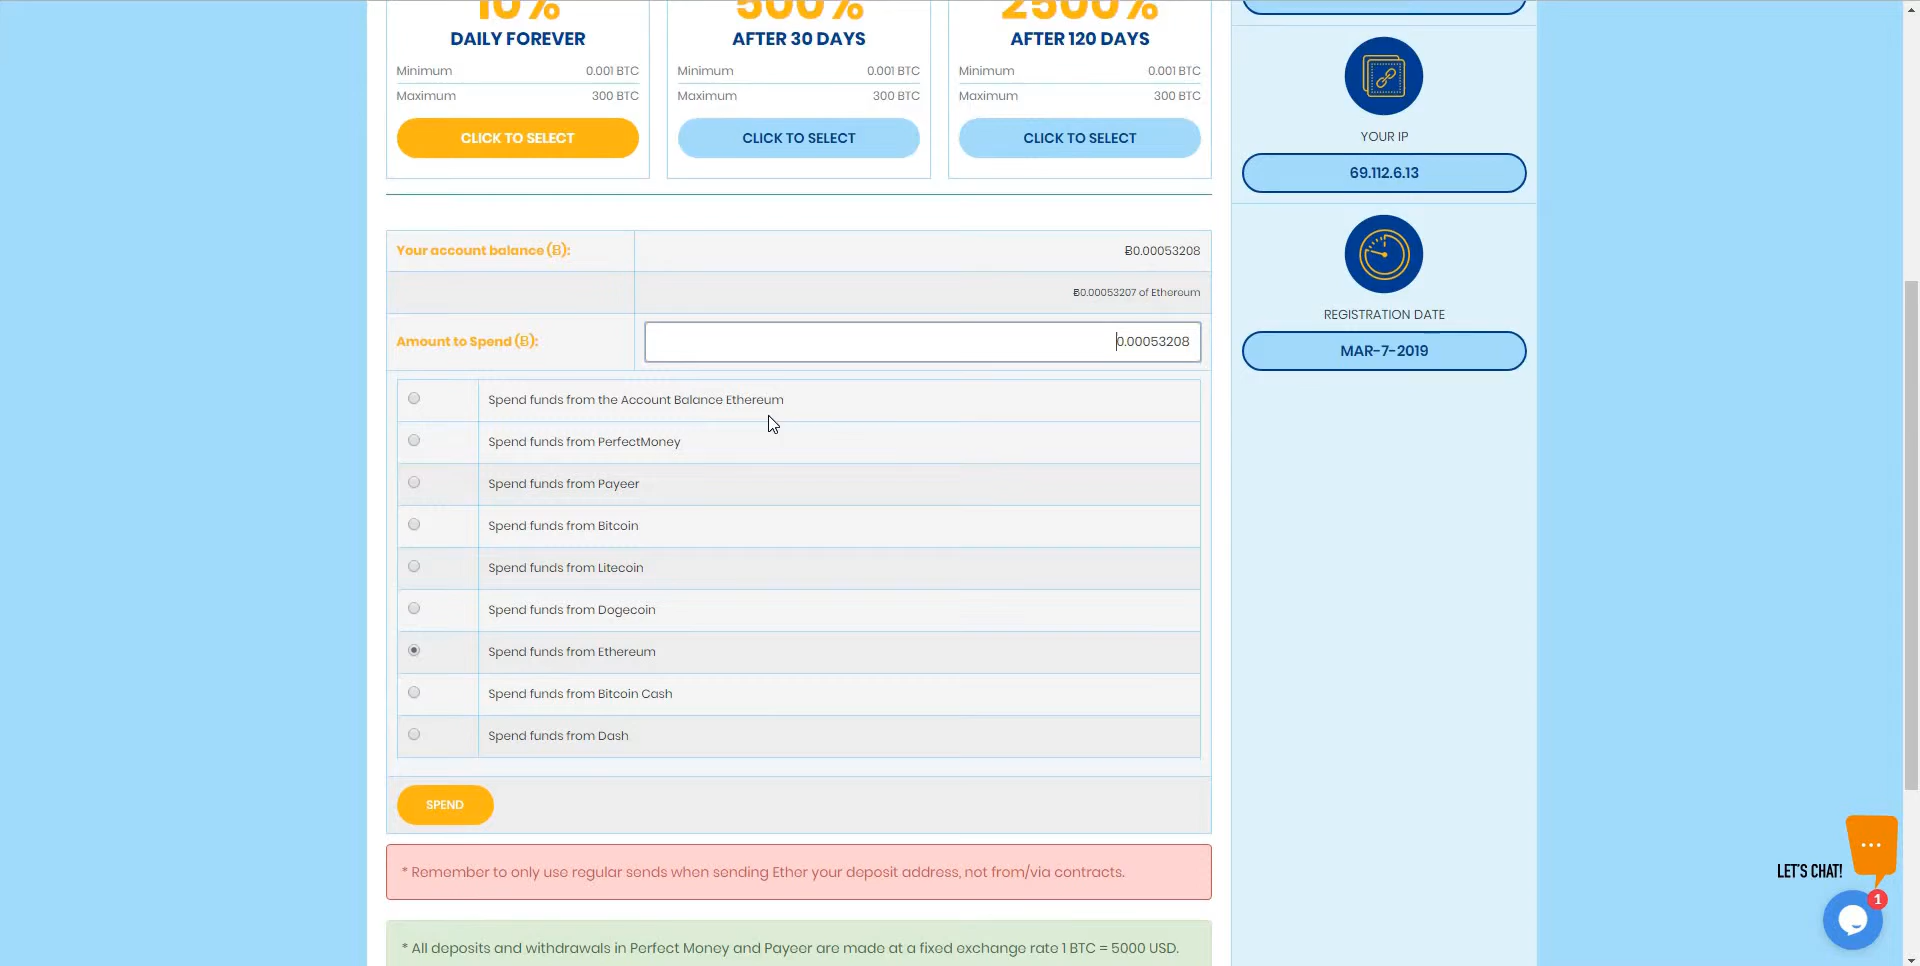 10% 500% 2500%
DAILY FOREVER AFTER 30 DAYS AFTER 120 DAYS
Minimum 0.001 BTC Minimum 0.001 BTC Minimum 0.001 BTC
Maximum 300 BTC Maximum 300 BTC Maximum 300 BTC
CLICK TO SELECT CLICK TO SELECT CLICK TO SELECT
YOUR IP
69.112.6.13
REGISTRATION DATE
MAR-7-2019
Your account balance (Ƀ): Ƀ0.00053208
Ƀ0.00053207 of Ethereum
Amount to Spend (Ƀ): 0.00053208
Spend funds from the Account Balance Ethereum
Spend funds from PerfectMoney
Spend funds from Payeer
Spend funds from Bitcoin
Spend funds from Litecoin
Spend funds from Dogecoin
Spend funds from Ethereum
Spend funds from Bitcoin Cash
Spend funds from Dash
SPEND
* Remember to only use regular sends when sending Ether your deposit address, not from/via contracts.
* All deposits and withdrawals in Perfect Money and Payeer are made at a fixed exchange rate 1 BTC = 5000 USD.
LET'S CHAT!
1